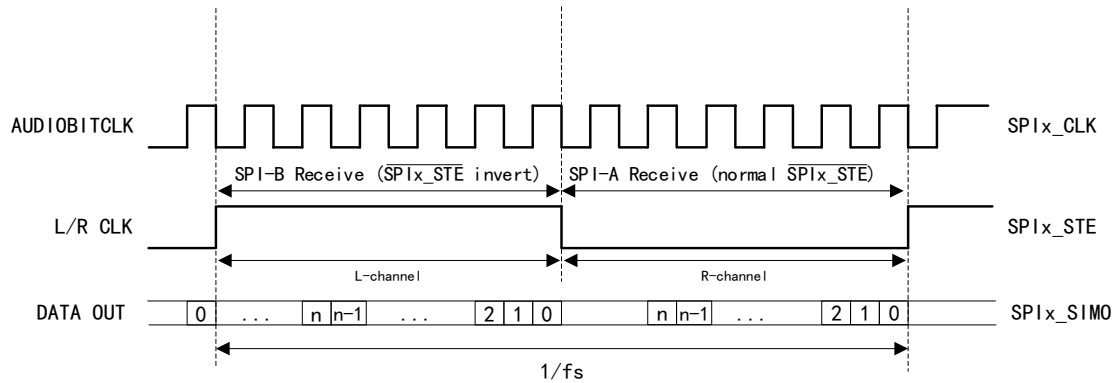 AUDIOBITCLK SPIx_CLK
SPI-B Receive (SPIx_STE invert) SPI-A Receive (normal SPIx_STE)
L/R CLK SPIx_STE
L-channel R-channel
DATA OUT 0 ... n n-1 ... 2 1 0 n n-1 ... 2 1 0 SPIx_SIMO
1/fs